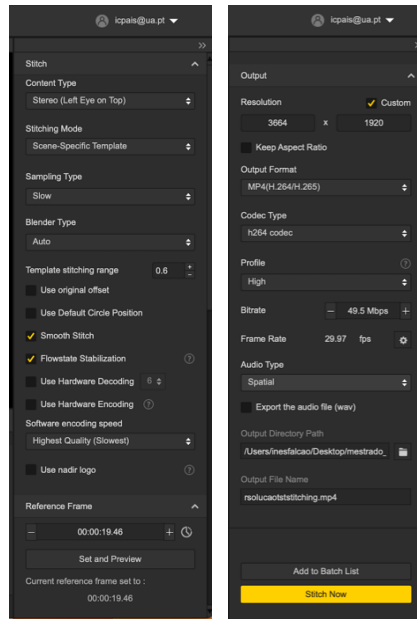 icpais@ua.pt
Stitch
Content Type
Stereo (Left Eye on Top)
Stitching Mode
Scene-Specific Template
Sampling Type
Slow
Blender Type
Auto
Template stitching range 0.6 + -
Use original offset
Use Default Circle Position
Smooth Stitch
Flowstate Stabilization ?
Use Hardware Decoding 6
Use Hardware Encoding ?
Software encoding speed
Highest Quality (Slowest)
Use nadir logo ?
Reference Frame
- 00:00:19.46 +
Set and Preview
Current reference frame set to :
00:00:19.46
icpais@ua.pt
Output
Resolution Custom
3664 x 1920
Keep Aspect Ratio
Output Format
MP4(H.264/H.265)
Codec Type
h264 codec
Profile ?
High
Bitrate - 49.5 Mbps +
Frame Rate 29.97 fps
Audio Type
Spatial
Export the audio file (wav)
Output Directory Path
/Users/inesfalcao/Desktop/mestrado_
Output File Name
rsolucaotststitching.mp4
Add to Batch List
Stitch Now